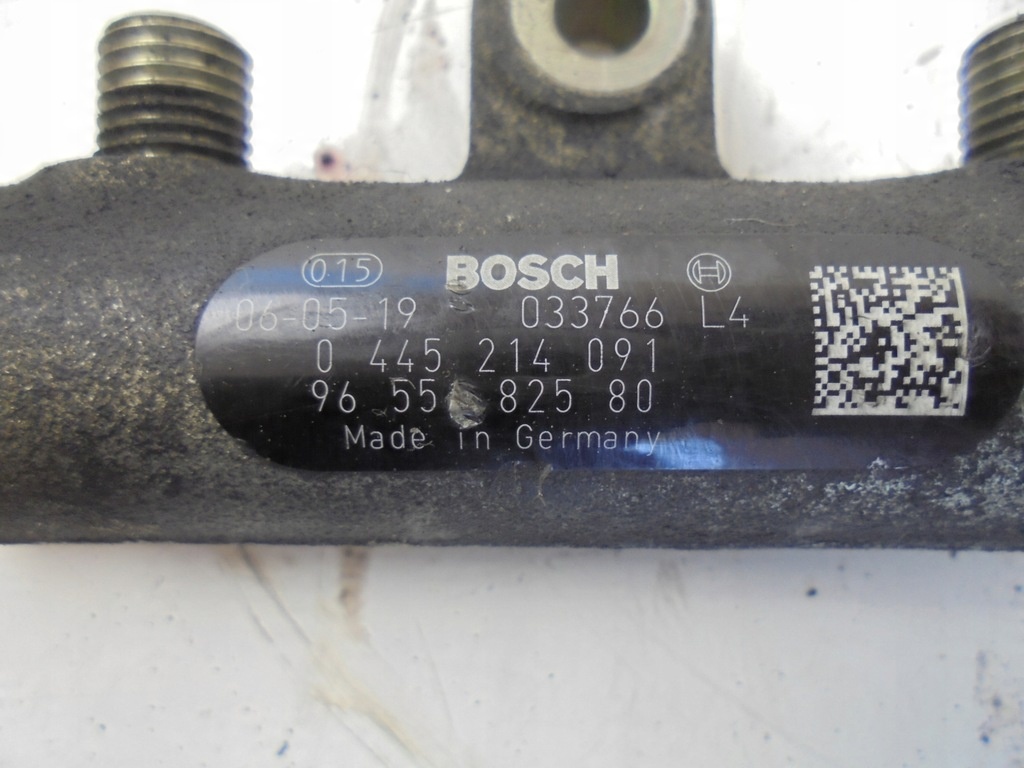 015 BOSCH
06-05-19 033766 L4
0 445 214 091
96 55 825 80
Made in Germany